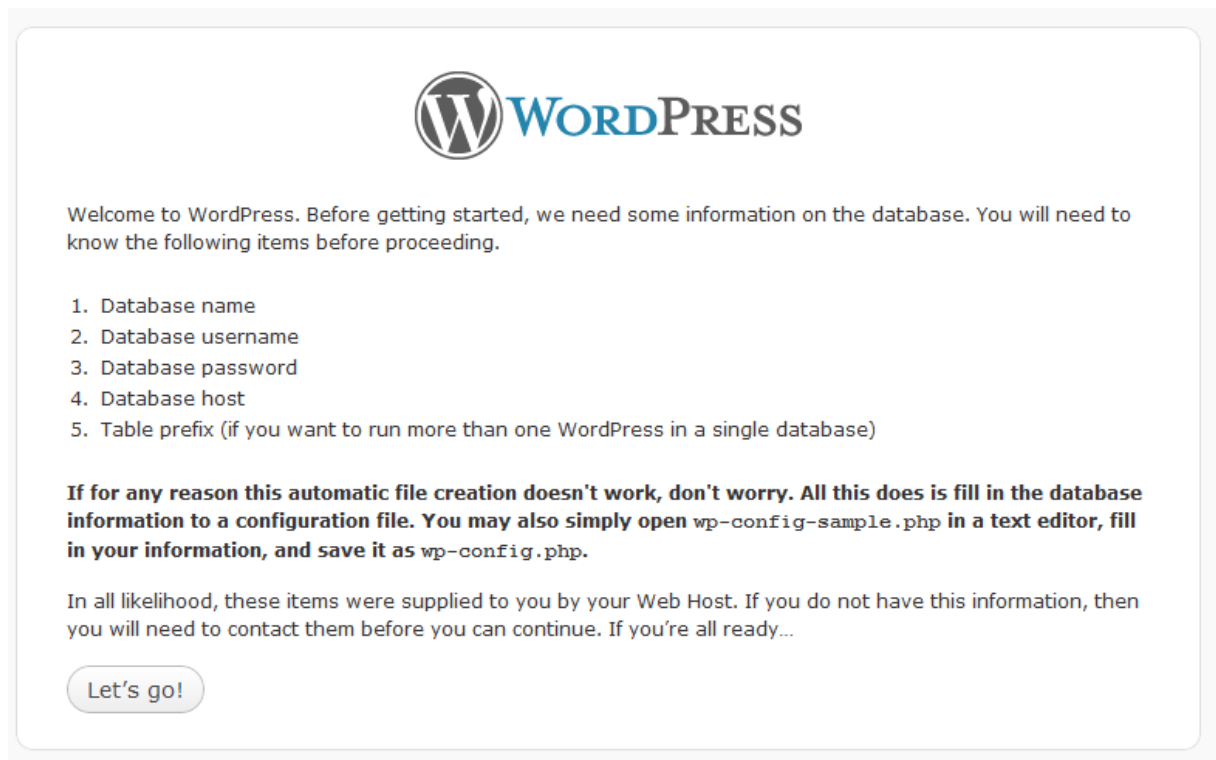 WORDPRESS
Welcome to WordPress. Before getting started, we need some information on the database. You will need to
know the following items before proceeding.
1. Database name
2. Database username
3. Database password
4. Database host
5. Table prefix (if you want to run more than one WordPress in a single database)
If for any reason this automatic file creation doesn't work, don't worry. All this does is fill in the database
information to a configuration file. You may also simply open wp-config-sample.php in a text editor, fill
in your information, and save it as wp-config.php.
In all likelihood, these items were supplied to you by your Web Host. If you do not have this information, then
you will need to contact them before you can continue. If you’re all ready…
Let’s go!